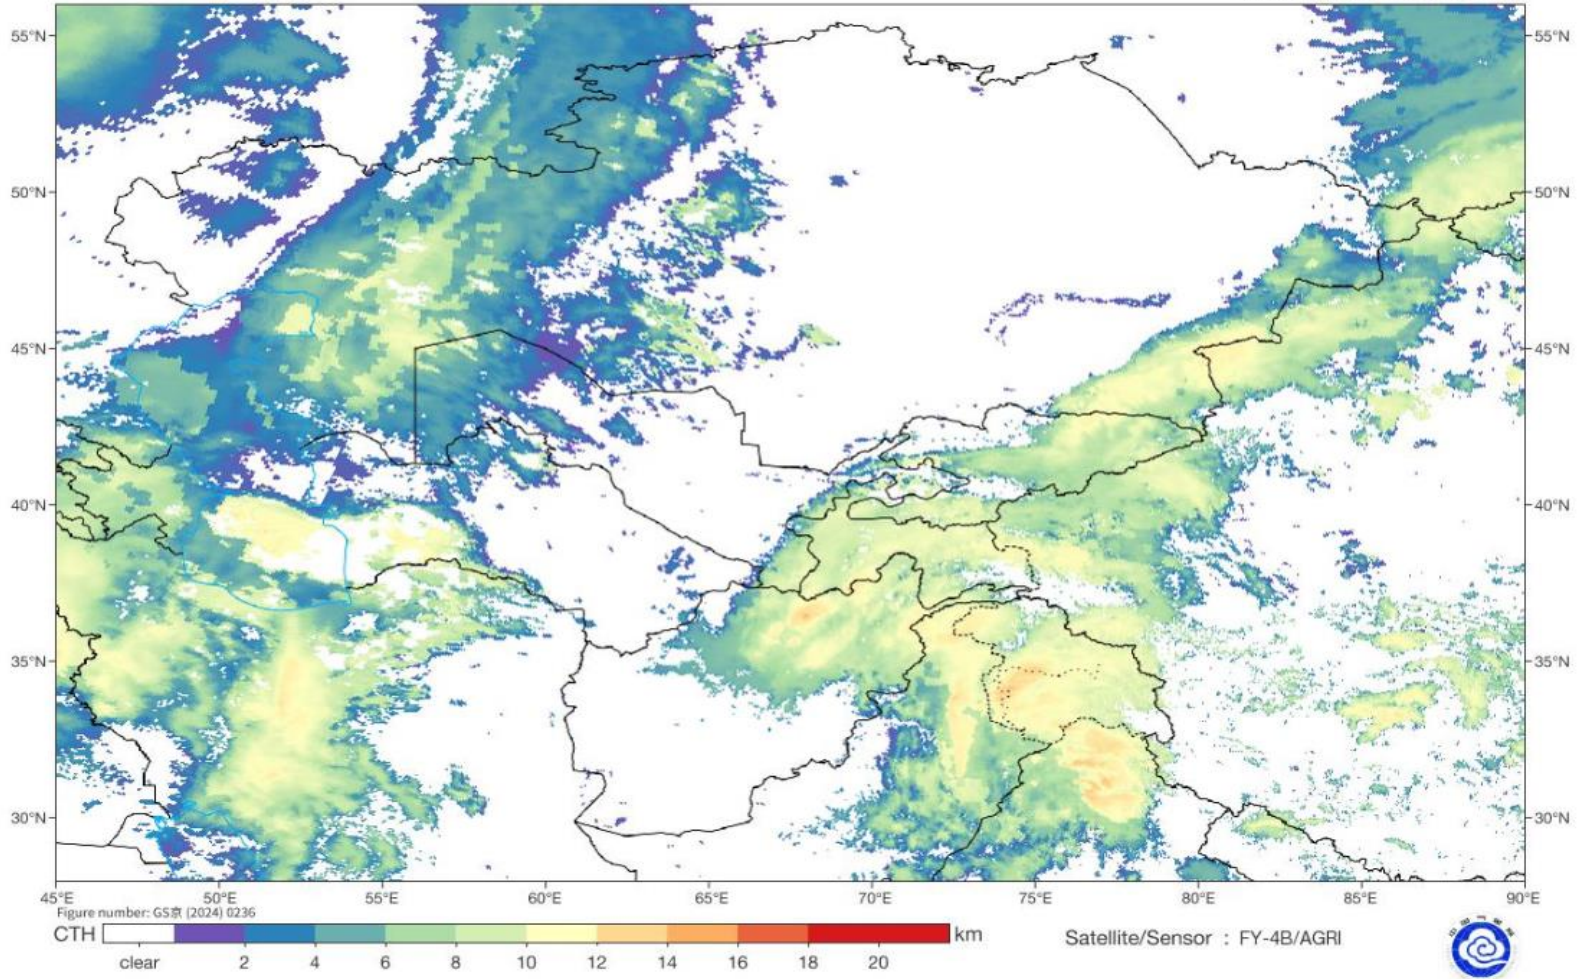 55°N 55°N
50°N 50°N
45°N 45°N
40°N 40°N
35°N 35°N
30°N 30°N
45°E 50°E 55°E 60°E 65°E 70°E 75°E 80°E 85°E 90°E
Figure number: GS京 (2024) 0236
CTH km Satellite/Sensor : FY-4B/AGRI
clear 2 4 6 8 10 12 14 16 18 20